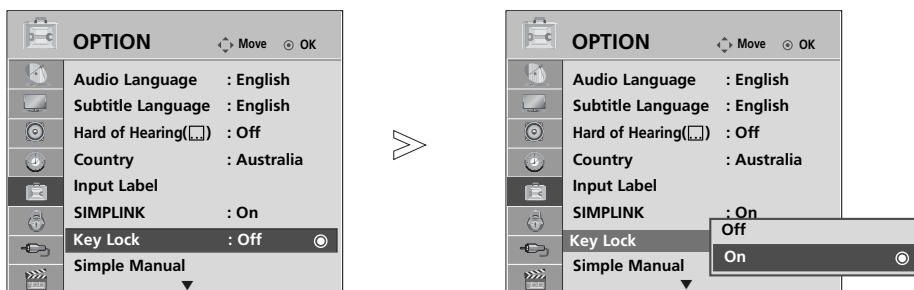 OPTION Move OK
Audio Language : English
Subtitle Language : English
Hard of Hearing( ) : Off
Country : Australia
Input Label
SIMPLINK : On
Key Lock : Off
Simple Manual
OPTION Move OK
Audio Language : English
Subtitle Language : English
Hard of Hearing( ) : Off
Country : Australia
Input Label
SIMPLINK : On
Key Lock
Off
On
Simple Manual